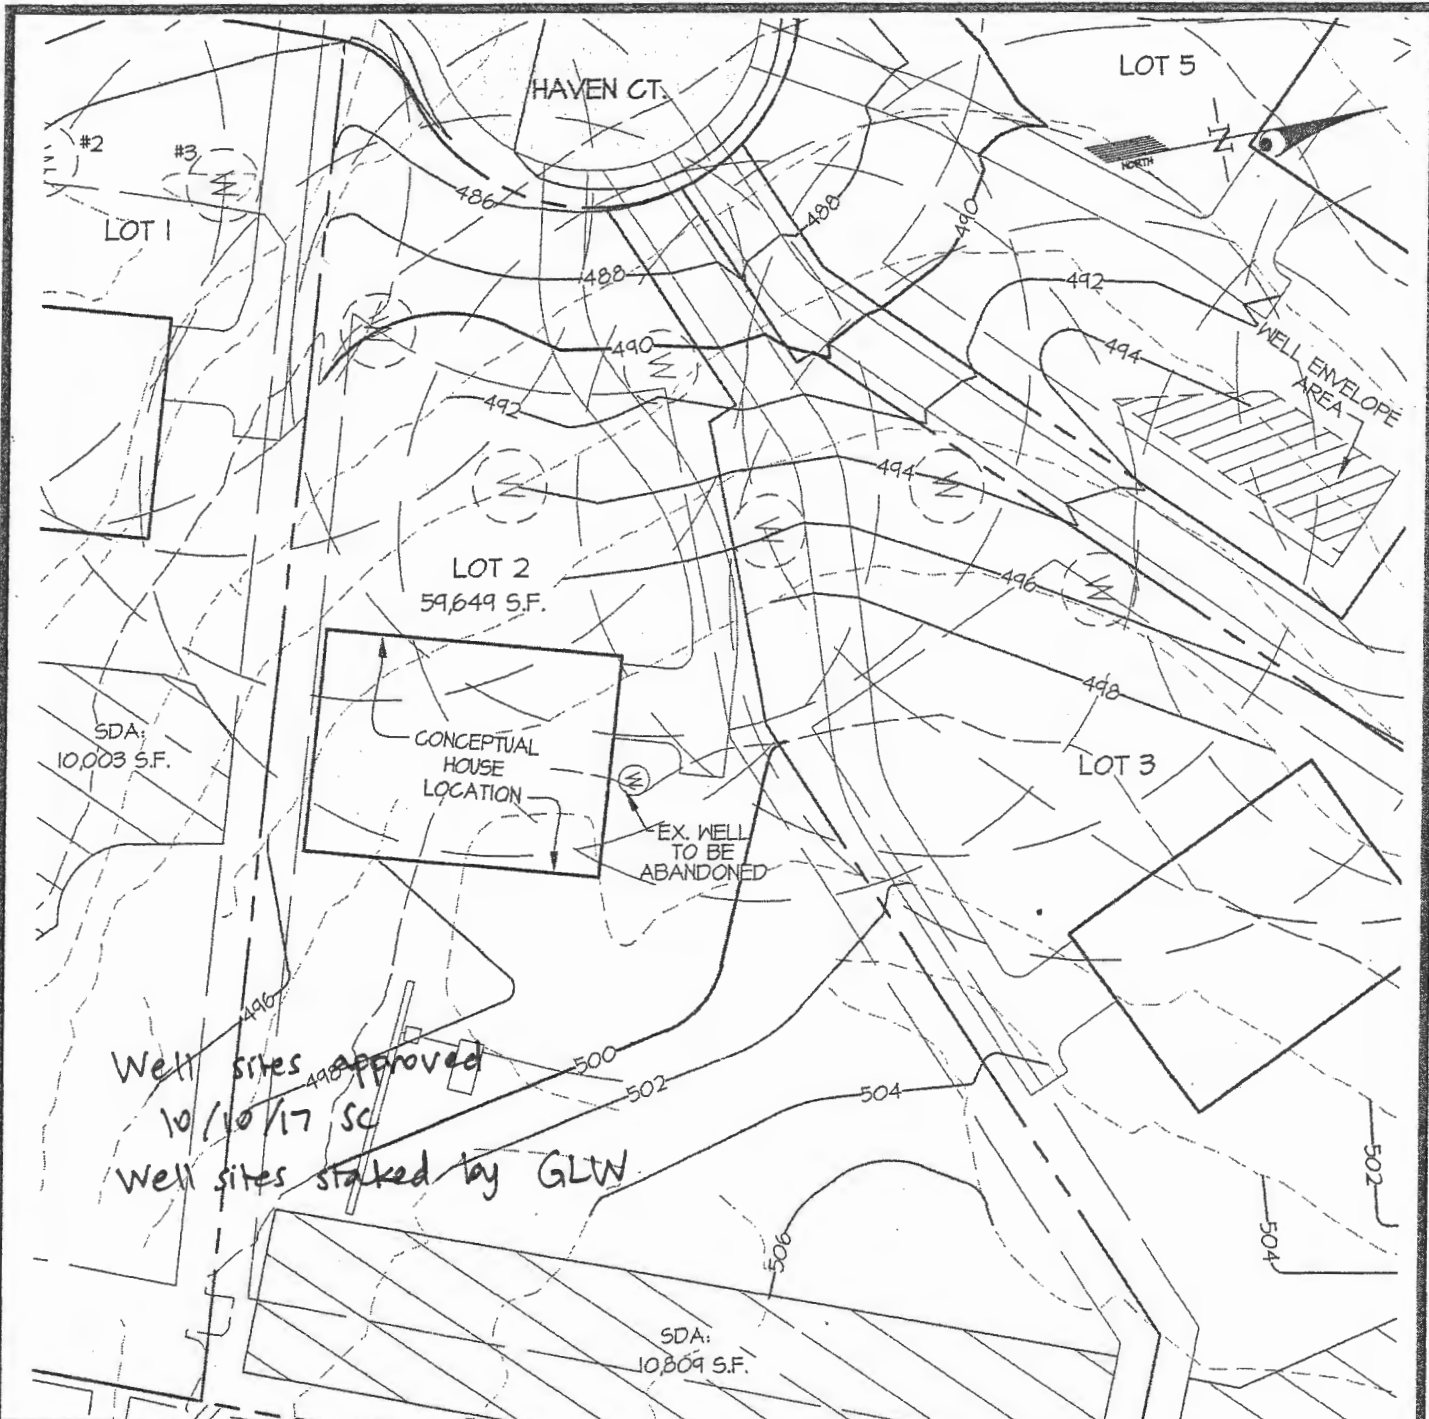 HAVEN CT.
LOT 5
#2
#3
W
W
N
NORTH
LOT 1
486
488
490
488
492
W
490
W
494
WELL ENVELOPE
AREA
492
W
494
W
W
496
W
LOT 2
59,649 S.F.
498
SDA:
10,003 S.F.
CONCEPTUAL
HOUSE
LOCATION
W
LOT 3
EX. WELL
TO BE
ABANDONED
496
Well sites approved
498
500
502
504
10/10/17 SC
Well sites staked by GLW
502
504
506
SDA:
10,809 S.F.